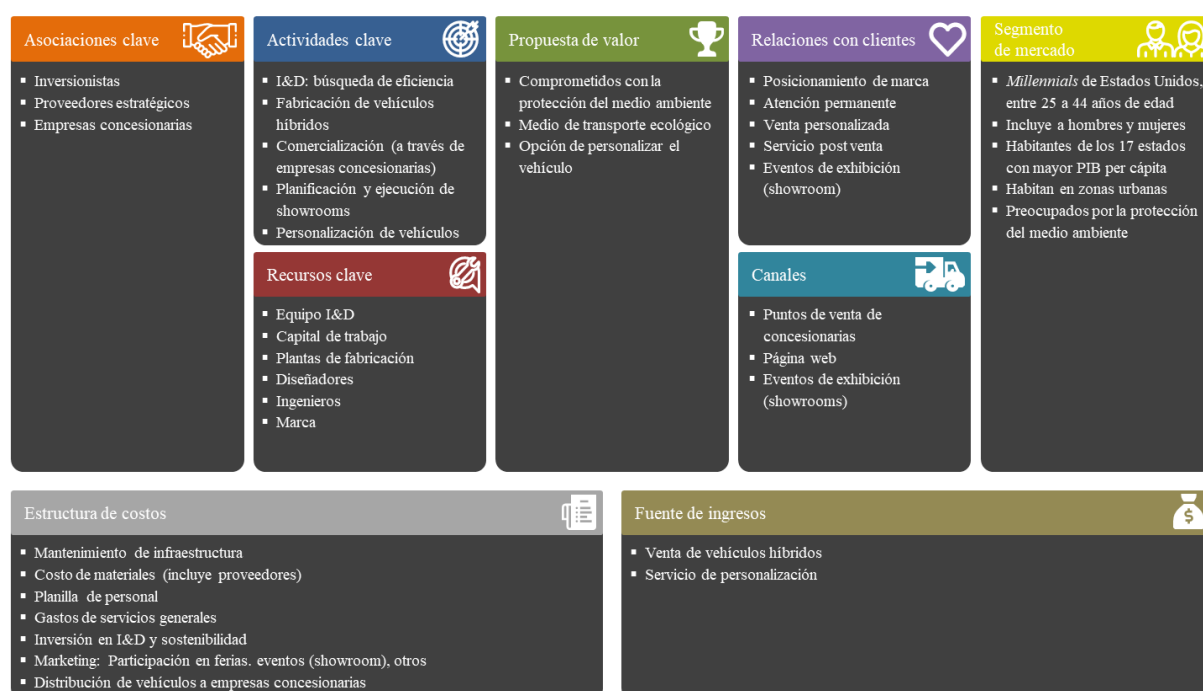 Asociaciones clave
▪ Inversionistas
▪ Proveedores estratégicos
▪ Empresas concesionarias
Actividades clave
▪ I&D: búsqueda de eficiencia
▪ Fabricación de vehículos
híbridos
▪ Comercialización (a través de
empresas concesionarias)
▪ Planificación y ejecución de
showrooms
▪ Personalización de vehículos
Recursos clave
▪ Equipo I&D
▪ Capital de trabajo
▪ Plantas de fabricación
▪ Diseñadores
▪ Ingenieros
▪ Marca
Propuesta de valor
▪ Comprometidos con la
protección del medio ambiente
▪ Medio de transporte ecológico
▪ Opción de personalizar el
vehículo
Relaciones con clientes
▪ Posicionamiento de marca
▪ Atención permanente
▪ Venta personalizada
▪ Servicio post venta
▪ Eventos de exhibición
(showroom)
Canales
▪ Puntos de venta de
concesionarias
▪ Página web
▪ Eventos de exhibición
(showrooms)
Segmento
de mercado
▪ Millennials de Estados Unidos,
entre 25 a 44 años de edad
▪ Incluye a hombres y mujeres
▪ Habitantes de los 17 estados
con mayor PIB per cápita
▪ Habitan en zonas urbanas
▪ Preocupados por la protección
del medio ambiente
Estructura de costos
▪ Mantenimiento de infraestructura
▪ Costo de materiales (incluye proveedores)
▪ Planilla de personal
▪ Gastos de servicios generales
▪ Inversión en I&D y sostenibilidad
▪ Marketing: Participación en ferias. eventos (showroom), otros
▪ Distribución de vehículos a empresas concesionarias
Fuente de ingresos
$
▪ Venta de vehículos híbridos
▪ Servicio de personalización